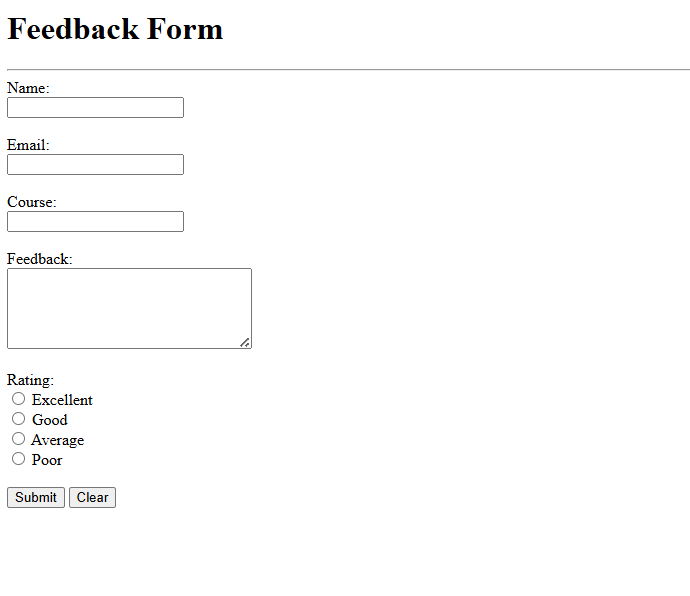 Feedback Form
Name:
Email:
Course:
Feedback:
Rating:
Excellent
Good
Average
Poor
Submit Clear